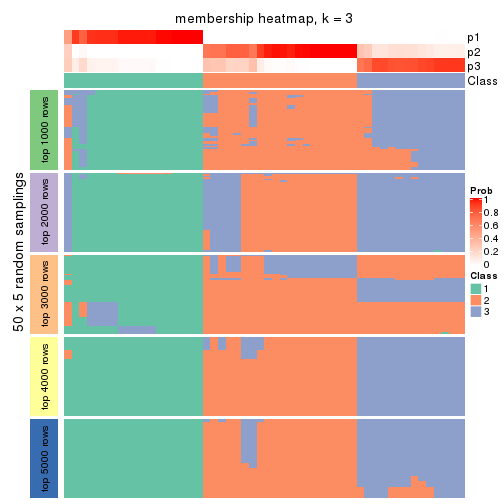 membership heatmap, k = 3
p1
p2
p3
Class
50 x 5 random samplings
top 1000 rows
top 2000 rows
top 3000 rows
top 4000 rows
top 5000 rows
Prob
1
0.8
0.6
0.4
0.2
0
Class
1
2
3